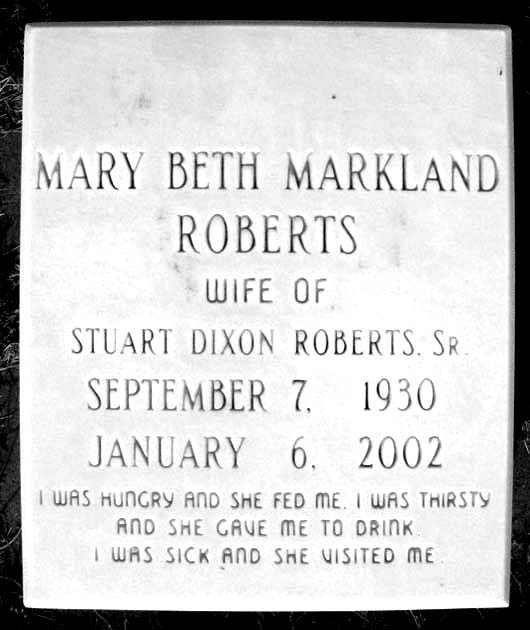 MARY BETH MARKLAND
ROBERTS
WIFE OF
STUART DIXON ROBERTS, SR.
SEPTEMBER 7, 1930
JANUARY 6, 2002
I WAS HUNGRY AND SHE FED ME. I WAS THIRSTY
AND SHE GAVE ME TO DRINK.
I WAS SICK AND SHE VISITED ME.